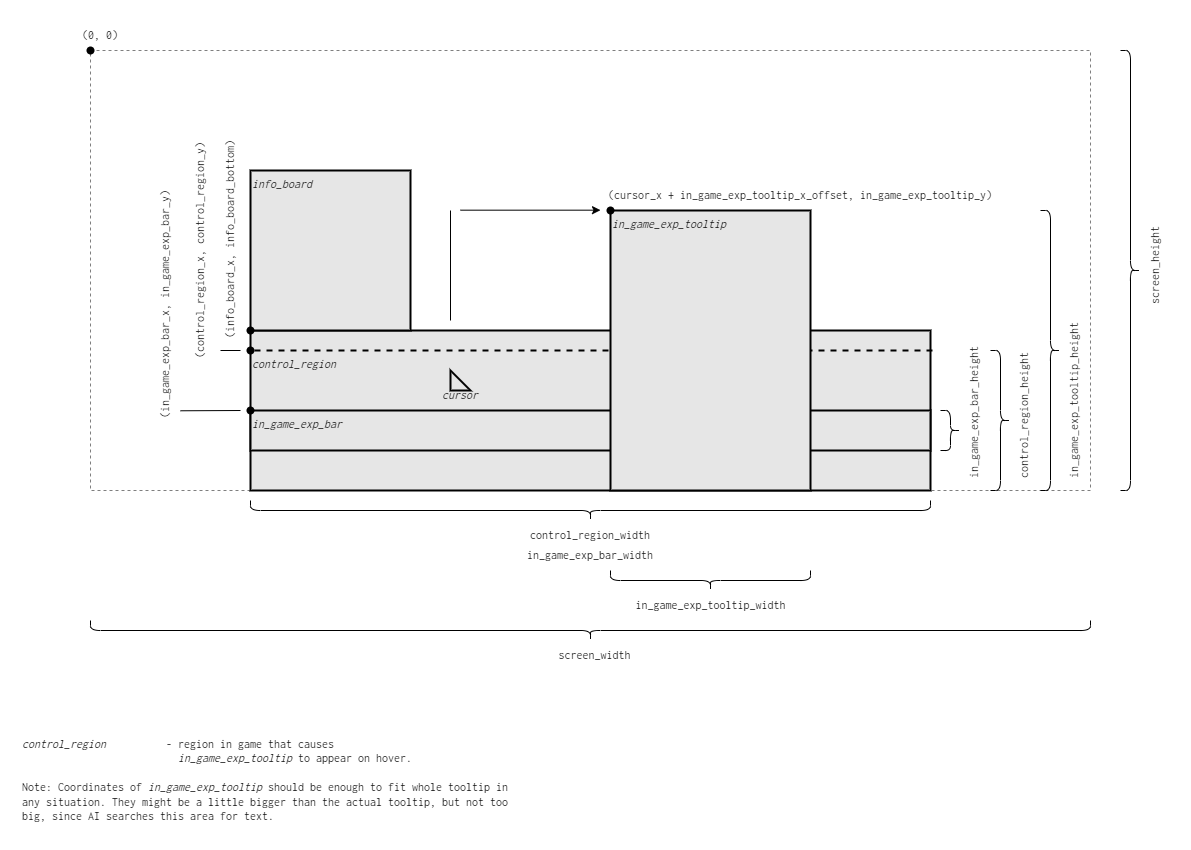 (0, 0)
(in_game_exp_bar_x, in_game_exp_bar_y)
(control_region_x, control_region_y)
(info_board_x, info_board_bottom)
info_board
(cursor_x + in_game_exp_tooltip_x_offset, in_game_exp_tooltip_y)
in_game_exp_tooltip
control_region
cursor
in_game_exp_bar
in_game_exp_bar_height
control_region_height
in_game_exp_tooltip_height
screen_height
control_region_width
in_game_exp_bar_width
in_game_exp_tooltip_width
screen_width
control_region - region in game that causes
in_game_exp_tooltip to appear on hover.
Note: Coordinates of in_game_exp_tooltip should be enough to fit whole tooltip in
any situation. They might be a little bigger than the actual tooltip, but not too
big, since AI searches this area for text.